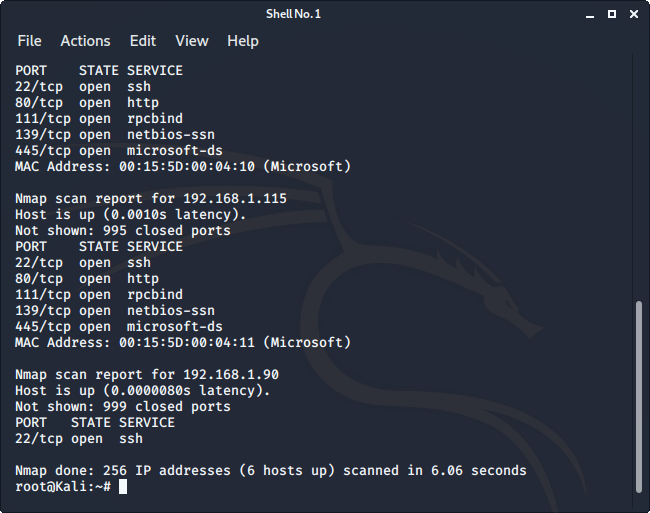 Shell No. 1
File Actions Edit View Help
PORT    STATE SERVICE
22/tcp  open  ssh
80/tcp  open  http
111/tcp open  rpcbind
139/tcp open  netbios-ssn
445/tcp open  microsoft-ds
MAC Address: 00:15:5D:00:04:10 (Microsoft)

Nmap scan report for 192.168.1.115
Host is up (0.0010s latency).
Not shown: 995 closed ports
PORT    STATE SERVICE
22/tcp  open  ssh
80/tcp  open  http
111/tcp open  rpcbind
139/tcp open  netbios-ssn
445/tcp open  microsoft-ds
MAC Address: 00:15:5D:00:04:11 (Microsoft)

Nmap scan report for 192.168.1.90
Host is up (0.0000080s latency).
Not shown: 999 closed ports
PORT   STATE SERVICE
22/tcp open  ssh

Nmap done: 256 IP addresses (6 hosts up) scanned in 6.06 seconds
root@Kali:~#